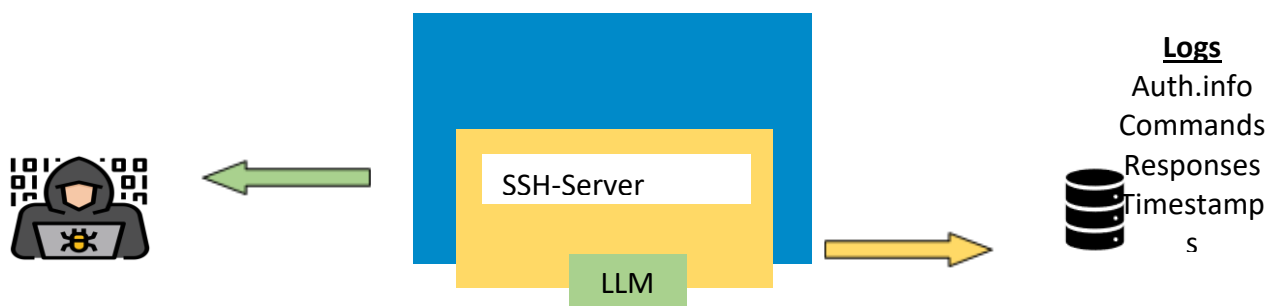 SSH-Server
LLM
Logs
Auth.info
Commands
Responses
Timestamp
s